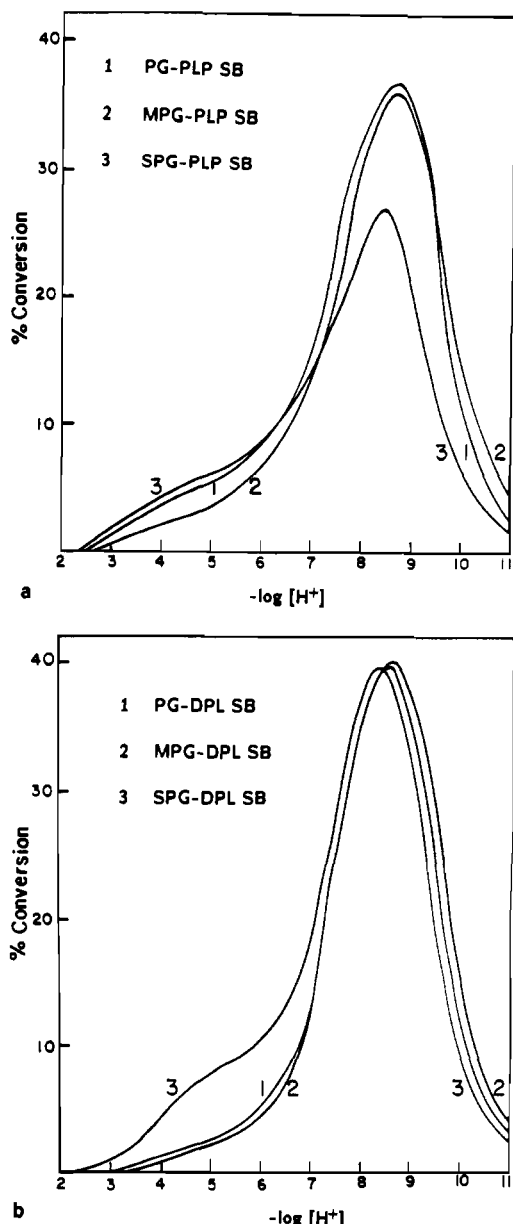 40
1 PG-PLP SB
2 MPG-PLP SB
3 SPG-PLP SB
30
% Conversion
20
10
3 1 2 3 1 2
2 3 4 5 6 7 8 9 10 11
a
-log [H+]
40
1 PG-DPL SB
2 MPG-DPL SB
3 SPG-DPL SB
30
% Conversion
20
10
3 1 2 3 2
2 3 4 5 6 7 8 9 10 11
b
-log [H+]